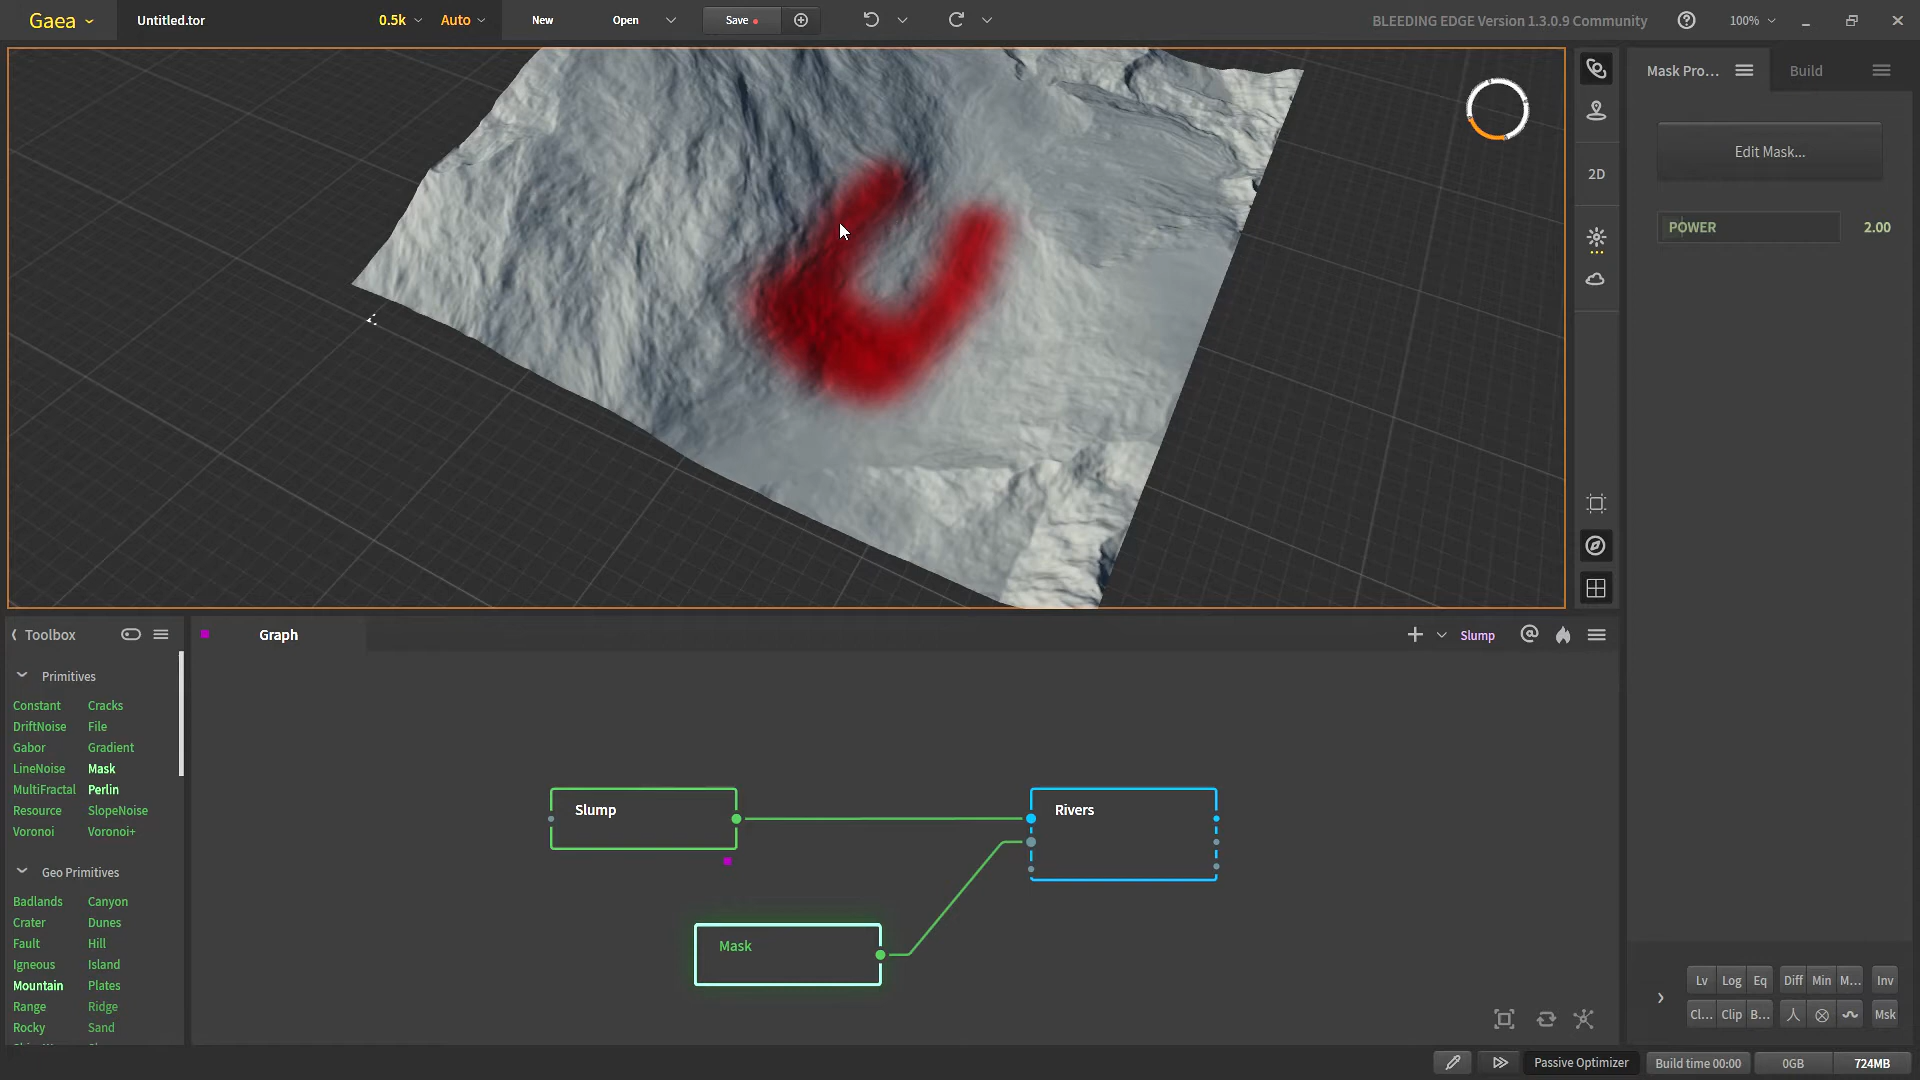 Gaea
Untitled.tor
0.5k
Auto
New
Open
Save
BLEEDING EDGE Version 1.3.0.9 Community
100%
Mask Pro...
Build
Edit Mask...
POWER
2.00
2D
Toolbox
Graph
Slump
Primitives
Constant Cracks
DriftNoise File
Gabor Gradient
LineNoise Mask
MultiFractal Perlin
Resource SlopeNoise
Voronoi Voronoi+
Geo Primitives
Badlands Canyon
Crater Dunes
Fault Hill
Igneous Island
Mountain Plates
Range Ridge
Rocky Sand
Slump
Rivers
Mask
Lv Log Eq Diff Min M... Inv
Cl... Clip B... Msk
Passive Optimizer
Build time 00:00
0GB
724MB